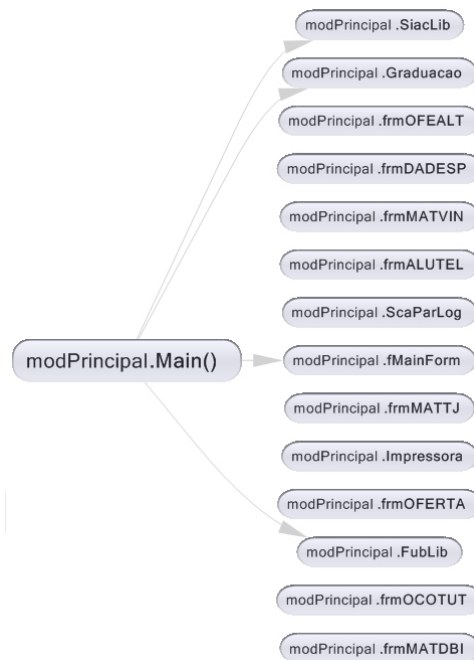 modPrincipal .SiacLib
modPrincipal .Graduacao
modPrincipal .frmOFEALT
modPrincipal .frmDADESP
modPrincipal .frmMATVIN
modPrincipal .frmALUTEL
modPrincipal .ScaParLog
modPrincipal.Main()
modPrincipal .fMainForm
modPrincipal .frmMATTJ
modPrincipal .Impressora
modPrincipal .frmOFERTA
modPrincipal .FubLib
modPrincipal .frmOCOTUT
modPrincipal .frmMATDBI